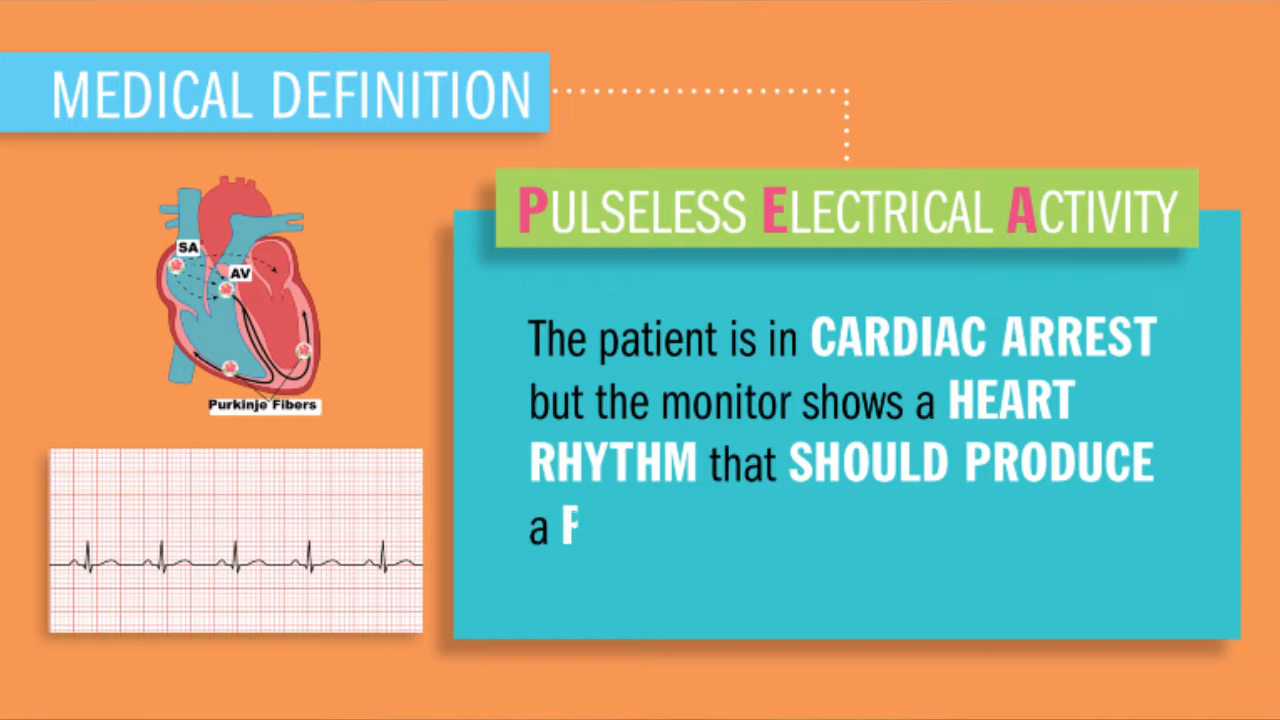 MEDICAL DEFINITION
PULSELESS ELECTRICAL ACTIVITY
SA
AV
Purkinje Fibers
The patient is in CARDIAC ARREST
but the monitor shows a HEART
RHYTHM that SHOULD PRODUCE
a